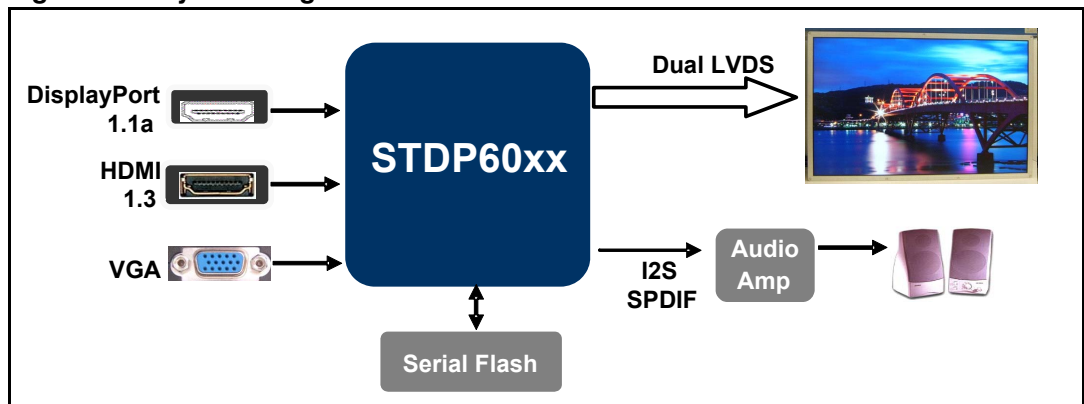 DisplayPort
1.1a
HDMI
1.3
VGA
STDP60xx
Serial Flash
Dual LVDS
I2S
SPDIF
Audio
Amp